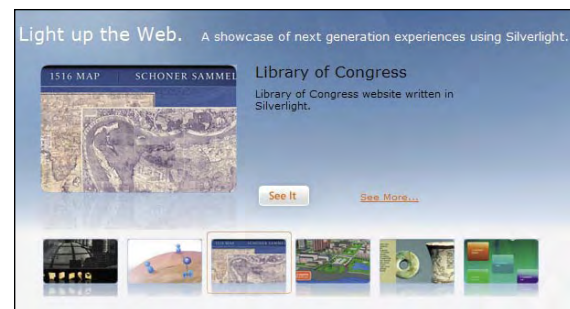 Light up the Web. A showcase of next generation experiences using Silverlight.
1516 MAP SCHONER SAMMEL
Library of Congress
Library of Congress website written in
Silverlight.
See It
See More...